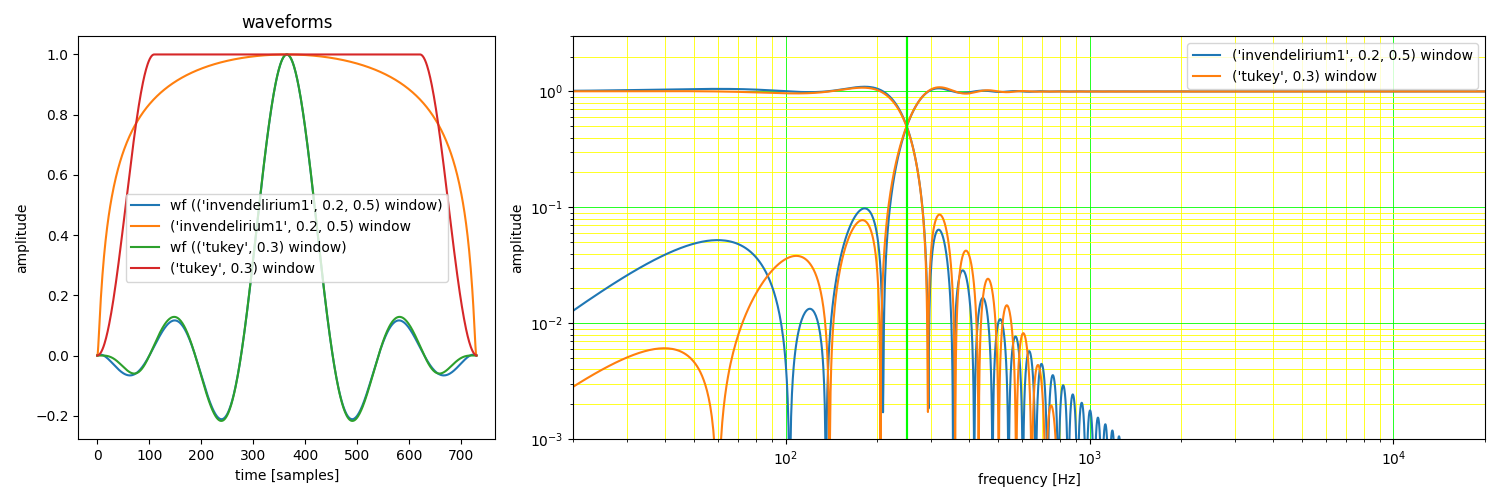 waveforms
amplitude
1.0
0.8
0.6
0.4
0.2
0.0
−0.2
wf (('invendelirium1', 0.2, 0.5) window)
('invendelirium1', 0.2, 0.5) window
wf (('tukey', 0.3) window)
('tukey', 0.3) window
0 100 200 300 400 500 600 700
time [samples]
amplitude
10⁰
10⁻¹
10⁻²
10⁻³
('invendelirium1', 0.2, 0.5) window
('tukey', 0.3) window
10² 10³ 10⁴
frequency [Hz]